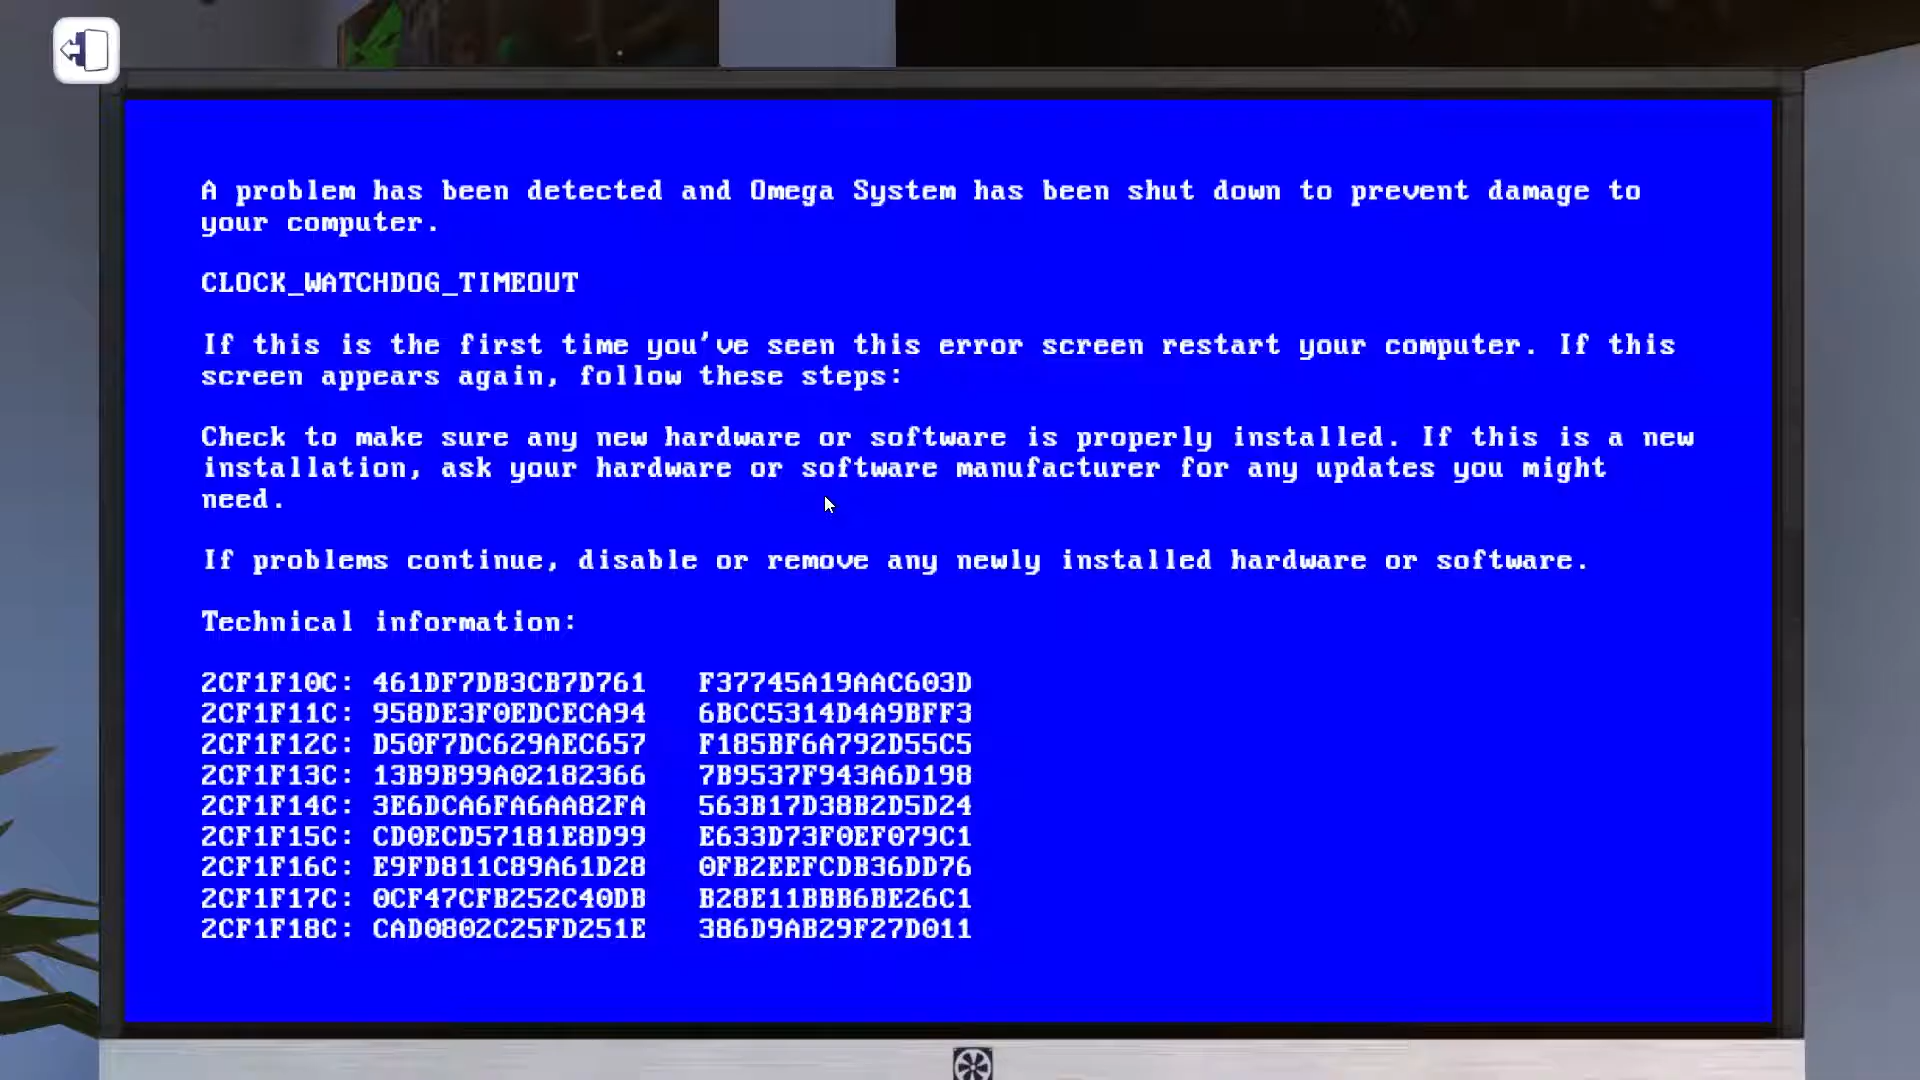 A problem has been detected and Omega System has been shut down to prevent damage to
your computer.
CLOCK_WATCHDOG_TIMEOUT
If this is the first time you've seen this error screen restart your computer. If this
screen appears again, follow these steps:
Check to make sure any new hardware or software is properly installed. If this is a new
installation, ask your hardware or software manufacturer for any updates you might
need.
If problems continue, disable or remove any newly installed hardware or software.
Technical information:
2CF1F10C: 461DF7DB3CB7D761 F37745A19AAC603D
2CF1F11C: 958DE3F0EDCECA94 6BCC5314D4A9BFF3
2CF1F12C: D50F7DC629AEC657 F185BF6A792D55C5
2CF1F13C: 13B9B99A02182366 7B9537F943A6D198
2CF1F14C: 3E6DCA6FA6AA82FA 563B17D38B2D5D24
2CF1F15C: CD0ECD57181E8D99 E633D73F0EF079C1
2CF1F16C: E9FD811C89A61D28 0FB2EEFCDB36DD76
2CF1F17C: 0CF47CFB252C40DB B28E11BBB6BE26C1
2CF1F18C: CAD0802C25FD251E 386D9AB29F27D011